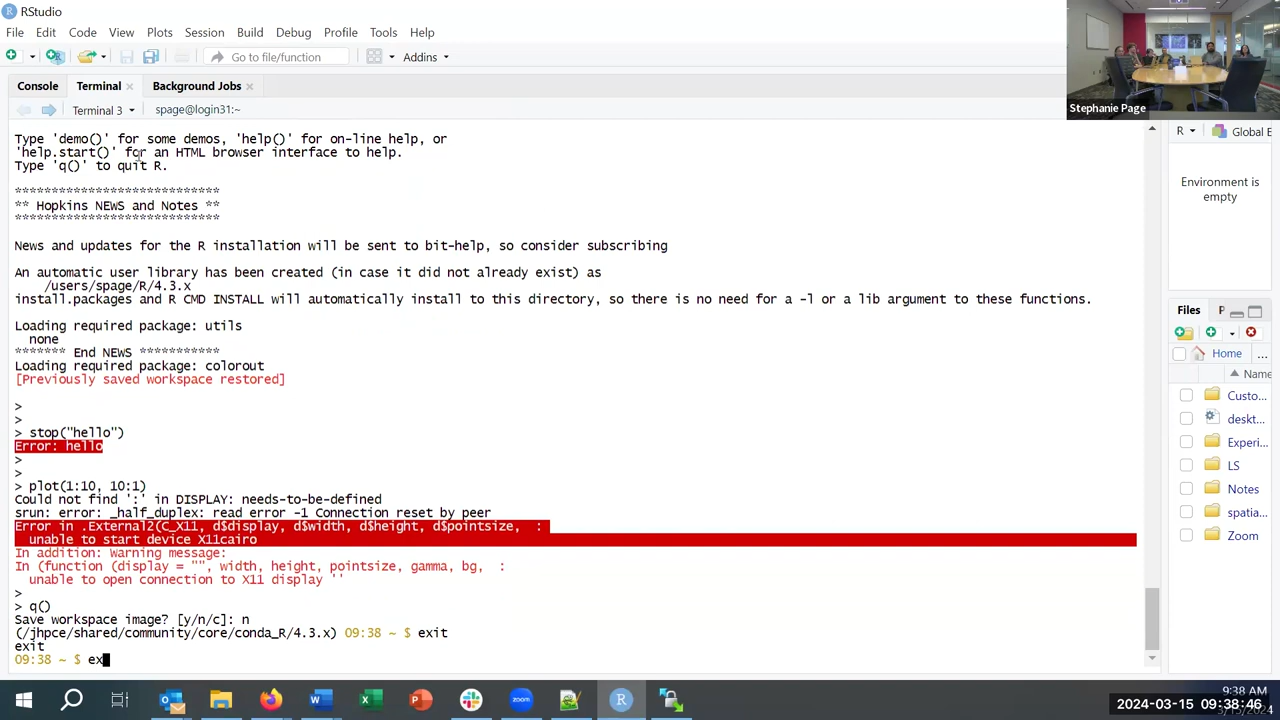 RStudio
File Edit Code View Plots Session Build Debug Profile Tools Help
Go to file/function Addins
Stephanie Page
Console Terminal Background Jobs
Terminal 3 spage@login31:~
Type 'demo()' for some demos, 'help()' for on-line help, or
'help.start()' for an HTML browser interface to help.
Type 'q()' to quit R.
***************************
** Hopkins NEWS and Notes **
***************************
News and updates for the R installation will be sent to bit-help, so consider subscribing
An automatic user library has been created (in case it did not already exist) as
/users/spage/R/4.3.x
install.packages and R CMD INSTALL will automatically install to this directory, so there is no need for a -l or a lib argument to these functions.
Loading required package: utils
none
******* End NEWS ***********
Loading required package: colorout
[Previously saved workspace restored]
>
>
> stop("hello")
Error: hello
>
>
> plot(1:10, 10:1)
Could not find ':' in DISPLAY: needs-to-be-defined
srun: error: _half_duplex: read error -1 Connection reset by peer
Error in .External2(C_X11, d$display, d$width, d$height, d$pointsize, :
unable to start device X11cairo
In addition: Warning message:
In (function (display = "", width, height, pointsize, gamma, bg, :
unable to open connection to X11 display ''
>
> q()
Save workspace image? [y/n/c]: n
(/jhpce/shared/community/core/conda_R/4.3.x) 09:38 ~ $ exit
exit
09:38 ~ $ ex
R Global E
Environment is
empty
Files P
Home ...
Name
Custo...
deskt...
Experi...
LS
Notes
spatia...
Zoom
9:38 AM
2024-03-15 09:38:46